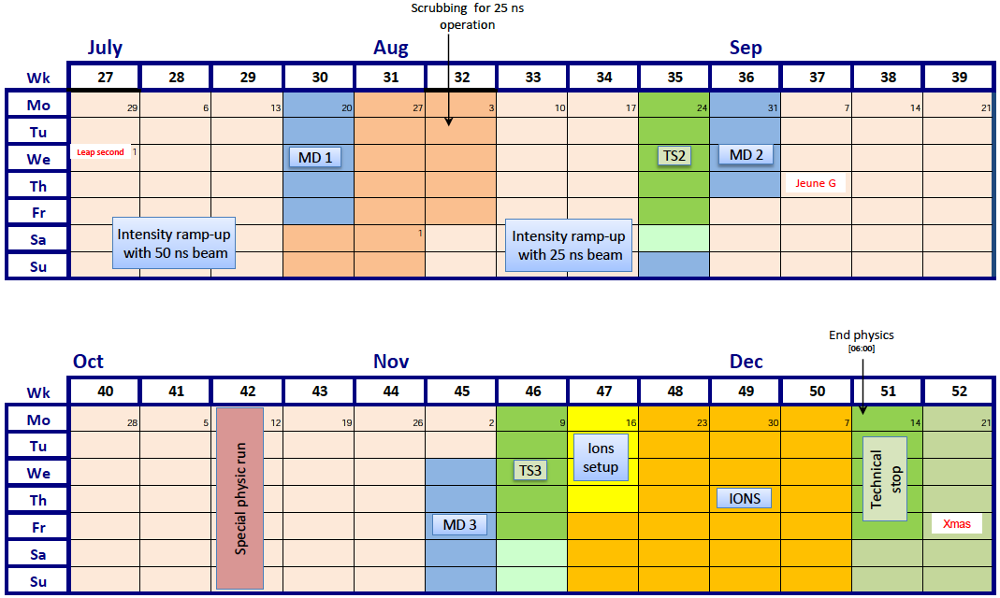 Scrubbing for 25 ns
operation
July Aug Sep
Wk 27 28 29 30 31 32 33 34 35 36 37 38 39
Mo 29 6 13 20 27 3 10 17 24 31 7 14 21
Tu
We Leap second 1 MD 1 TS2 MD 2
Th Jeune G
Fr
Sa 1
Su
Intensity ramp-up
with 50 ns beam
Intensity ramp-up
with 25 ns beam
End physics
[06:00]
Oct Nov Dec
Wk 40 41 42 43 44 45 46 47 48 49 50 51 52
Mo 28 5 12 19 26 2 9 16 23 30 7 14 21
Tu
We TS3
Th IONS
Fr MD 3 Xmas
Sa
Su
Special physic run
Ions
setup
Technical
stop